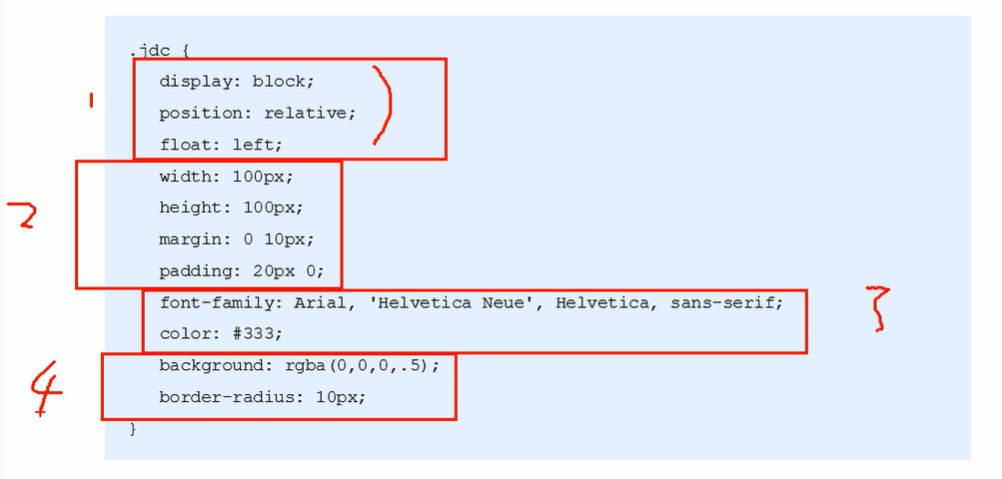 .jdc {
display: block;
1
position: relative;
float: left;
width: 100px;
2
height: 100px;
margin: 0 10px;
padding: 20px 0;
font-family: Arial, 'Helvetica Neue', Helvetica, sans-serif;
3
color: #333;
background: rgba(0,0,0,.5);
4
border-radius: 10px;
}